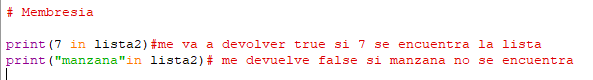 # Membresia
print(7 in lista2)#me va a devolver true si 7 se encuentra la lista
print("manzana"in lista2)# me devuelve false si manzana no se encuentra